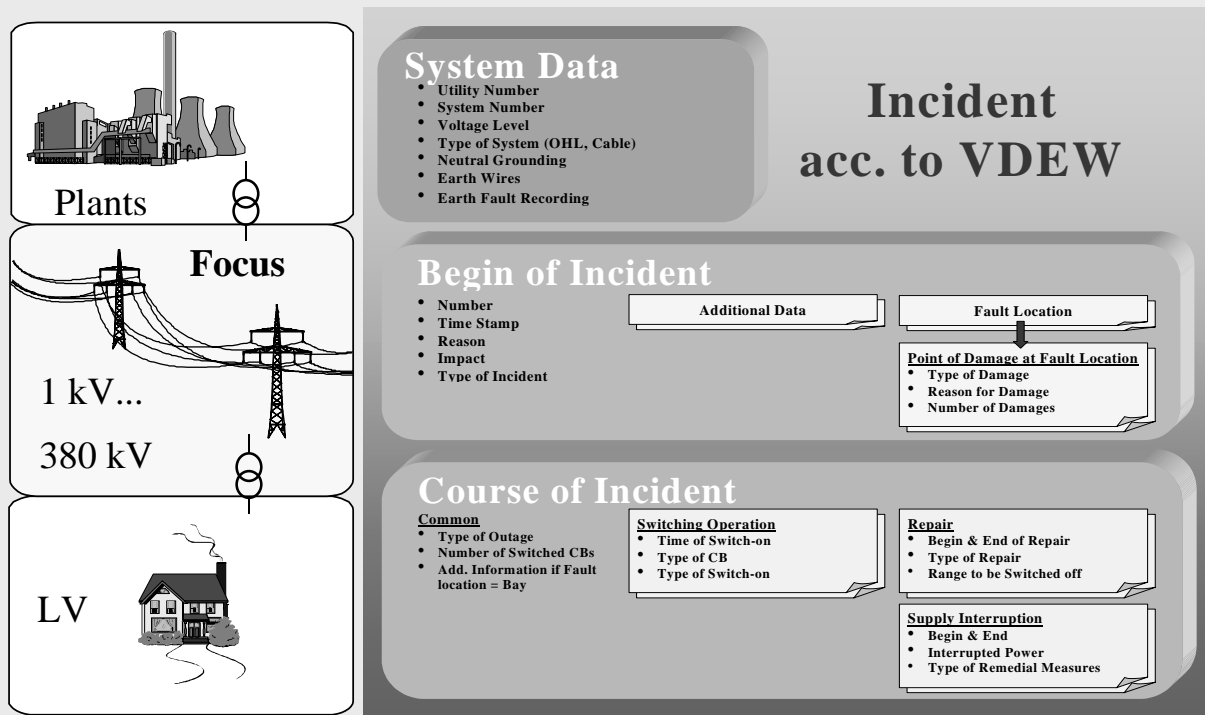 Plants
Focus
1 kV...
380 kV
LV
System Data
• Utility Number
• System Number
• Voltage Level
• Type of System (OHL, Cable)
• Neutral Grounding
• Earth Wires
• Earth Fault Recording
Incident
acc. to VDEW
Begin of Incident
• Number
• Time Stamp
• Reason
• Impact
• Type of Incident
Additional Data
Fault Location
Point of Damage at Fault Location
• Type of Damage
• Reason for Damage
• Number of Damages
Course of Incident
Common
• Type of Outage
• Number of Switched CBs
• Add. Information if Fault
location = Bay
Switching Operation
• Time of Switch-on
• Type of CB
• Type of Switch-on
Repair
• Begin & End of Repair
• Type of Repair
• Range to be Switched off
Supply Interruption
• Begin & End
• Interrupted Power
• Type of Remedial Measures